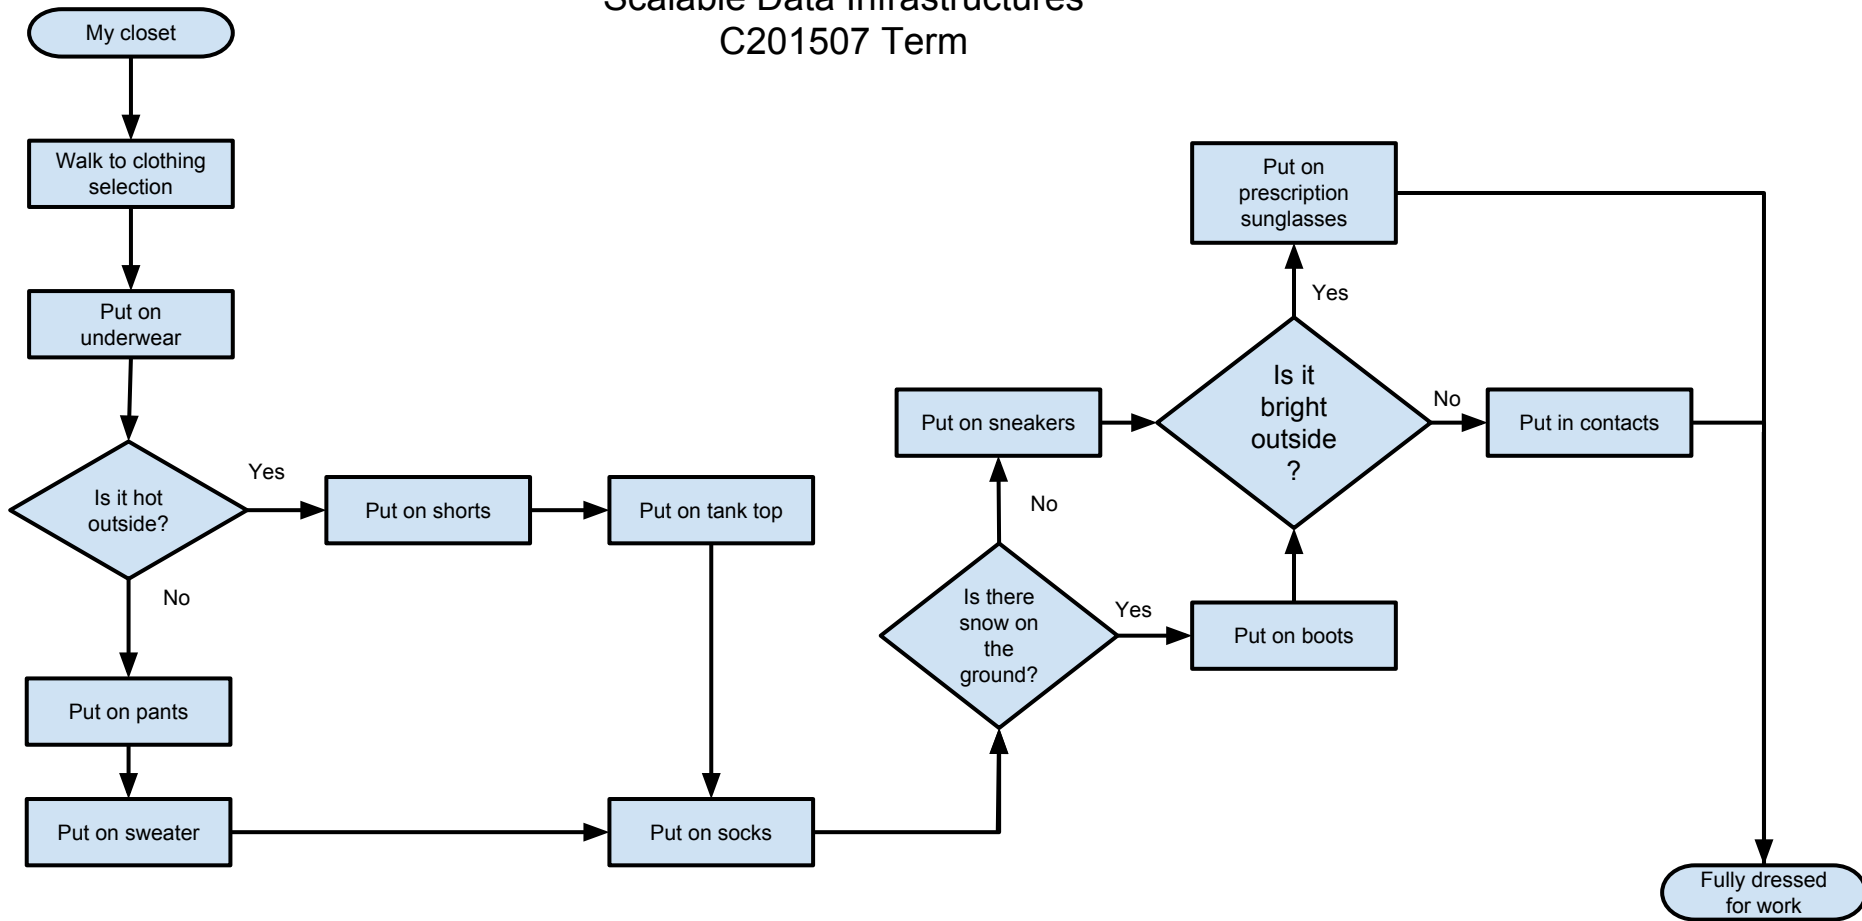 Scalable Data Infrastructures
C201507 Term
My closet
Walk to clothing
selection
Put on
underwear
Is it hot
outside?
Yes
No
Put on shorts
Put on tank top
Put on pants
Put on sweater
Put on socks
Is there
snow on
the
ground?
No
Yes
Put on sneakers
Put on boots
Is it
bright
outside
?
Yes
No
Put on
prescription
sunglasses
Put in contacts
Fully dressed
for work